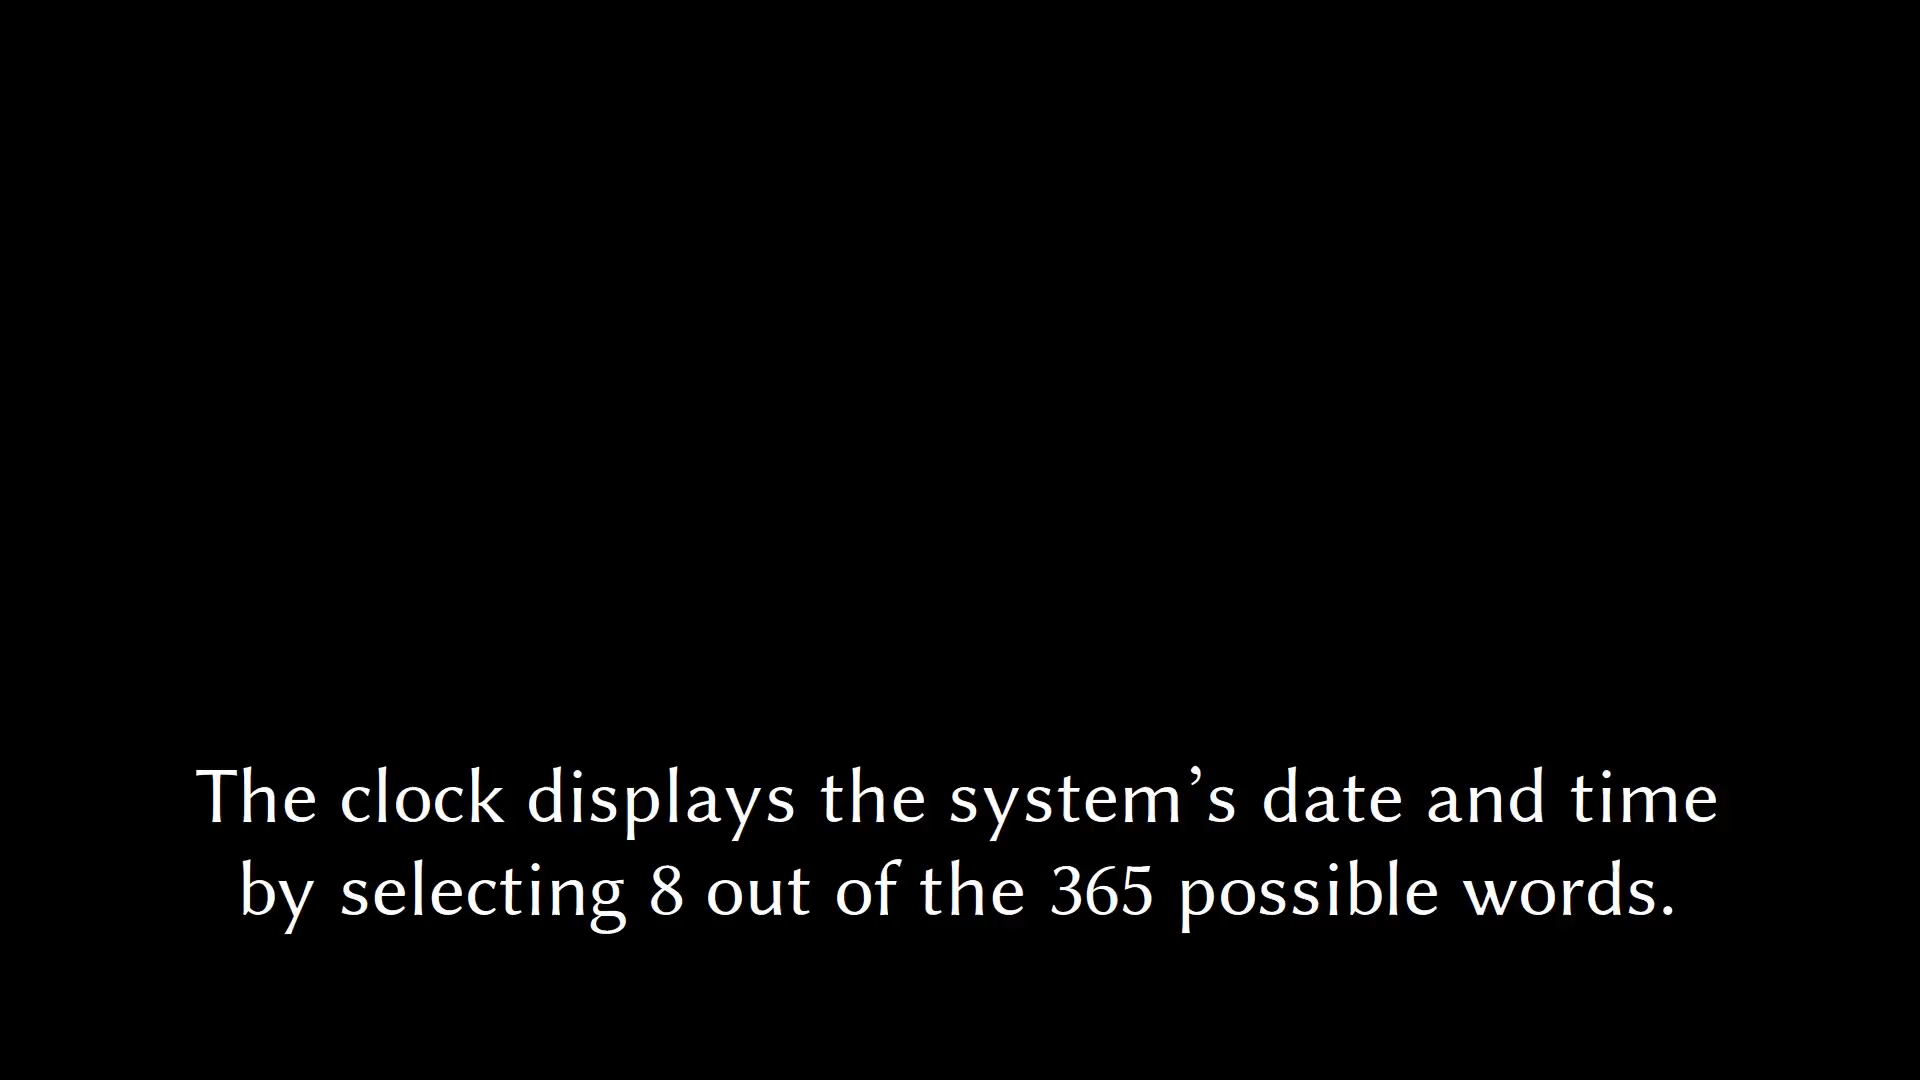 The clock displays the system’s date and time
by selecting 8 out of the 365 possible words.